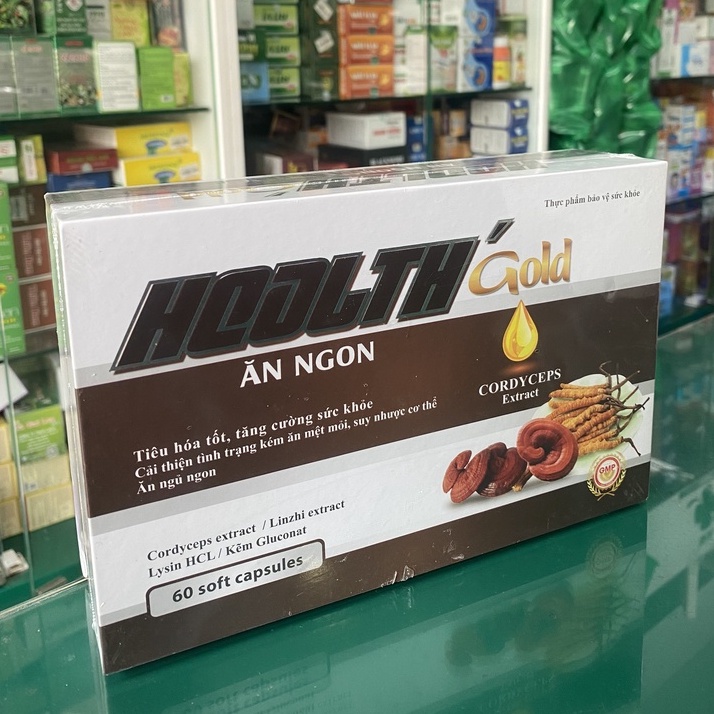 Thực phẩm bảo vệ sức khỏe
HEALTH' Gold
ĂN NGON
CORDYCEPS
Extract
Tiêu hóa tốt, tăng cường sức khỏe
Cải thiện tình trạng kém ăn mệt mỏi, suy nhược cơ thể
Ăn ngủ ngon
GMP
Cordyceps extract / Linzhi extract
Lysin HCL / Kẽm Gluconat
60 soft capsules